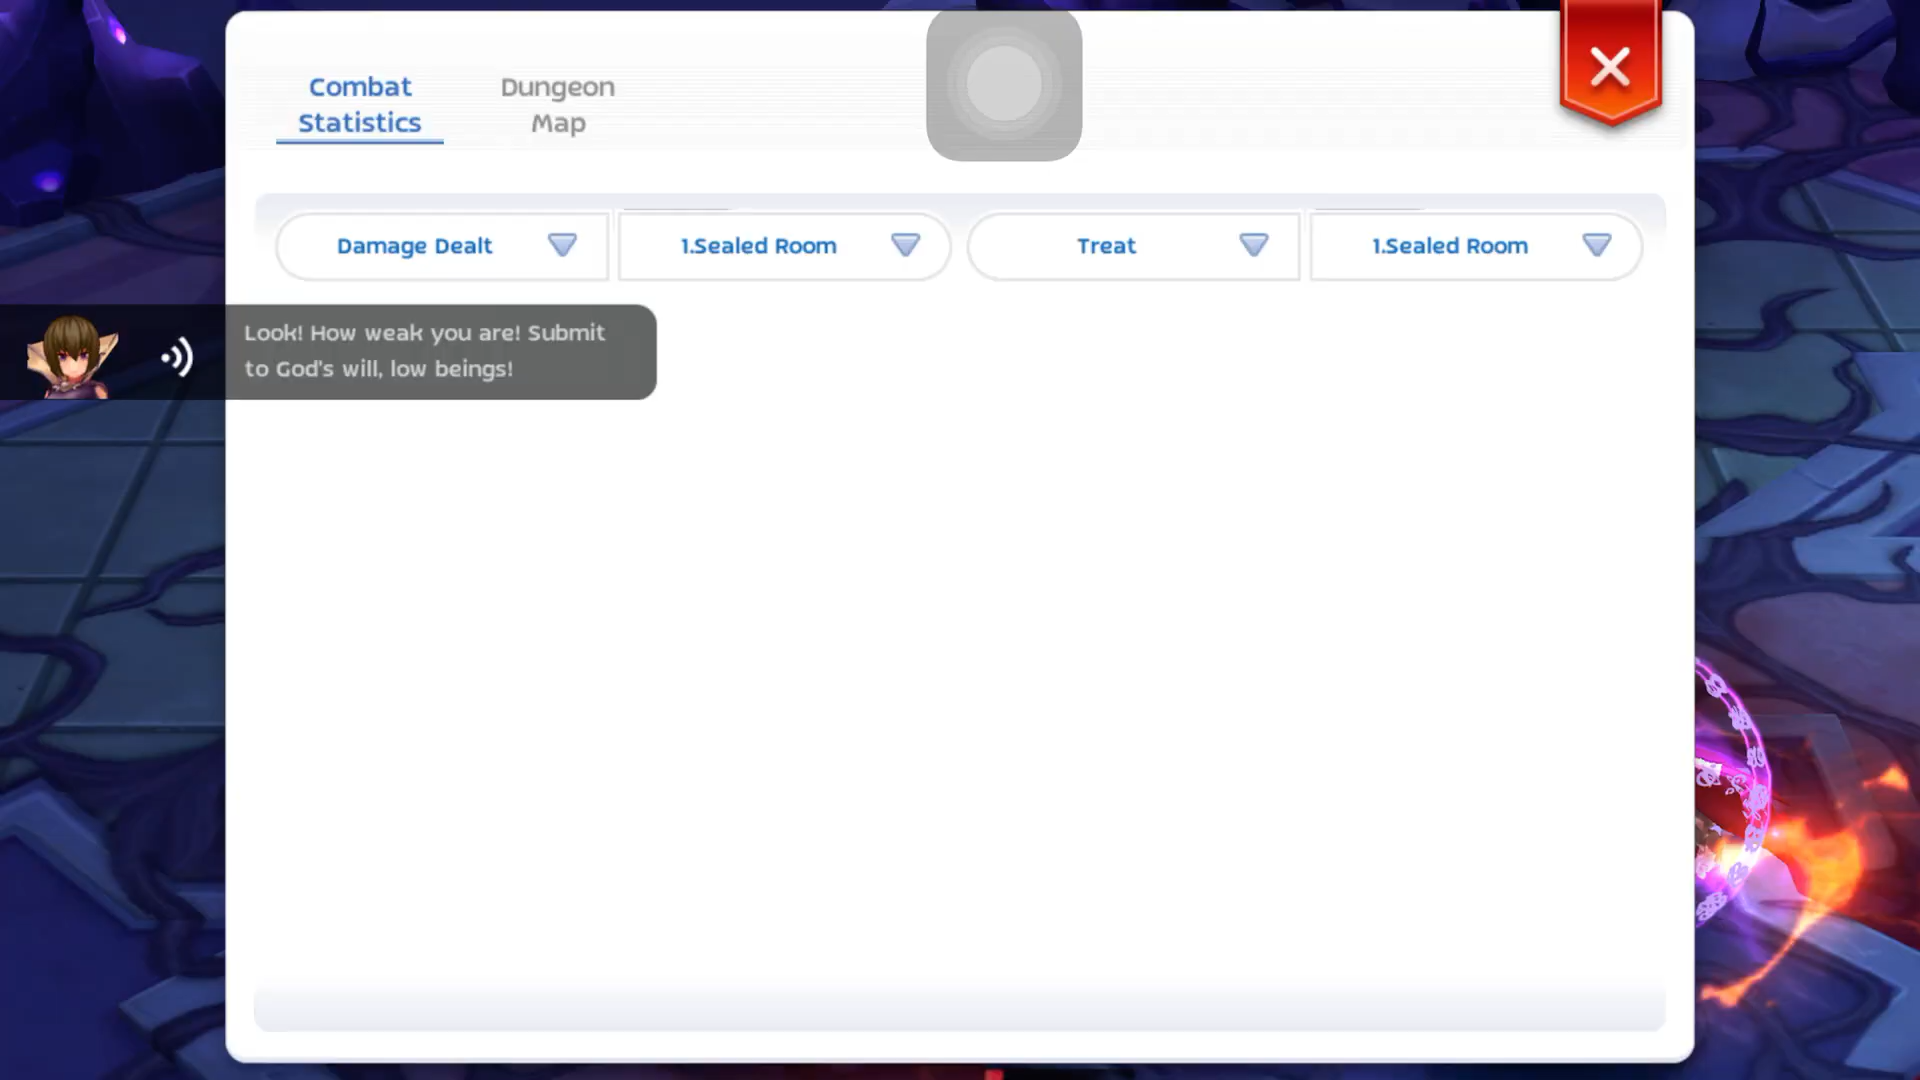 Combat
Statistics
Dungeon
Map
Damage Dealt
1.Sealed Room
Treat
1.Sealed Room
Look! How weak you are! Submit
to God's will, low beings!